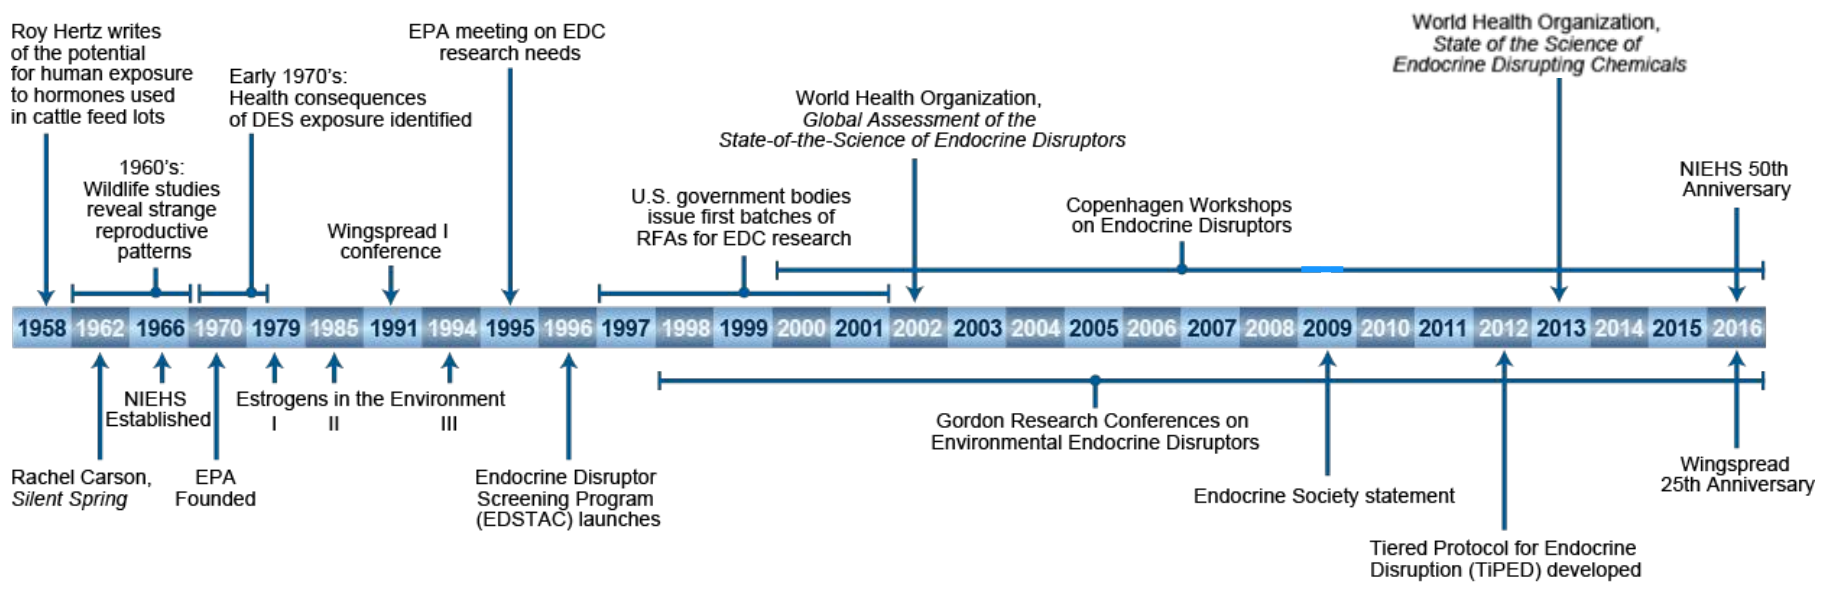 Roy Hertz writes
of the potential
for human exposure
to hormones used
in cattle feed lots
1960's:
Wildlife studies
reveal strange
reproductive
patterns
Early 1970's:
Health consequences
of DES exposure identified
Wingspread I
conference
EPA meeting on EDC
research needs
U.S. government bodies
issue first batches of
RFAs for EDC research
World Health Organization,
Global Assessment of the
State-of-the-Science of Endocrine Disruptors
Copenhagen Workshops
on Endocrine Disruptors
World Health Organization,
State of the Science of
Endocrine Disrupting Chemicals
NIEHS 50th
Anniversary
1958 1962 1966 1970 1979 1985 1991 1994 1995 1996 1997 1998 1999 2000 2001 2002 2003 2004 2005 2006 2007 2008 2009 2010 2011 2012 2013 2014 2015 2016
Rachel Carson,
Silent Spring
NIEHS
Established
EPA
Founded
Estrogens in the Environment
I II III
Endocrine Disruptor
Screening Program
(EDSTAC) launches
Gordon Research Conferences on
Environmental Endocrine Disruptors
Endocrine Society statement
Tiered Protocol for Endocrine
Disruption (TiPED) developed
Wingspread
25th Anniversary